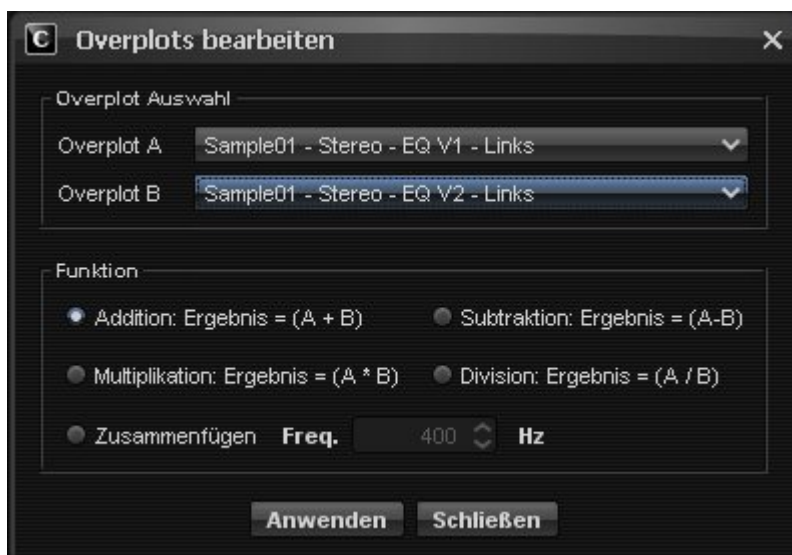 C Overplots bearbeiten
Overplot Auswahl
Overplot A Sample01 - Stereo - EQ V1 - Links
Overplot B Sample01 - Stereo - EQ V2 - Links
Funktion
Addition: Ergebnis = (A + B) Subtraktion: Ergebnis = (A-B)
Multiplikation: Ergebnis = (A * B) Division: Ergebnis = (A / B)
Zusammenfügen Freq. 400 Hz
Anwenden Schließen